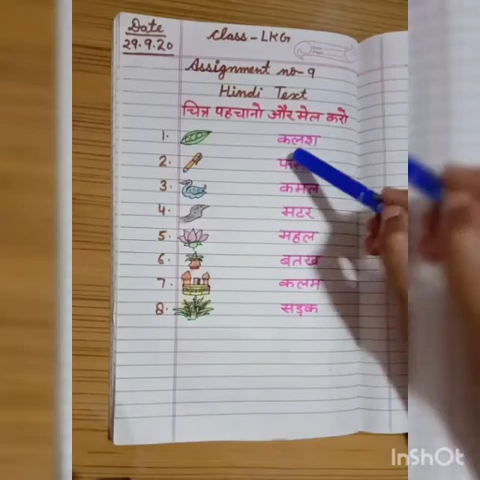 Date
29.9.20
Class - LKG
Assignment no-9
Hindi Text
चित्र पहचानो और मेल करो
1. कलश
2.
3. कमल
4. मटर
5. महल
6. बतख
7. कलम
8. सड़क
InShOt